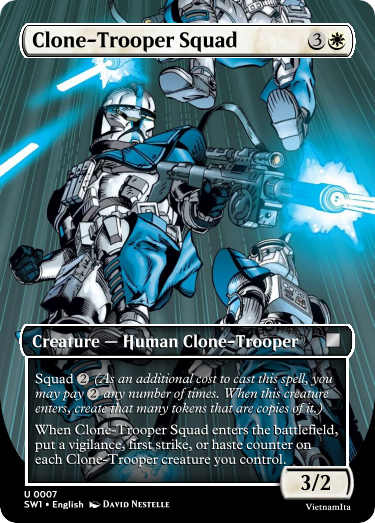 Clone-Trooper Squad 3
Creature — Human Clone-Trooper
Squad 2 (As an additional cost to cast this spell, you
may pay 2 any number of times. When this creature
enters, create that many tokens that are copies of it.)
When Clone-Trooper Squad enters the battlefield,
put a vigilance, first strike, or haste counter on
each Clone-Trooper creature you control.
3/2
U 0007
SW1 • English DAVID NESTELLE
VietnamIta